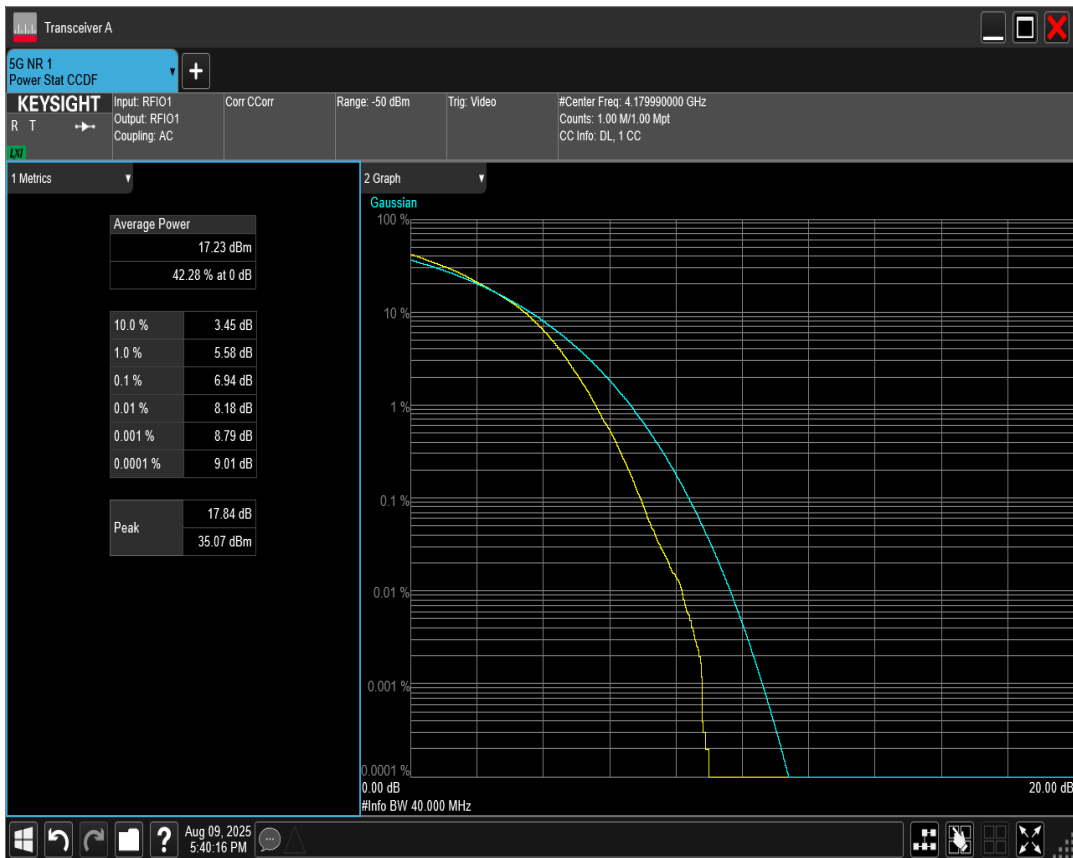 Transceiver A
5G NR 1
Power Stat CCDF
+
KEYSIGHT
R T
LXI
Input: RFIO1
Output: RFIO1
Coupling: AC
Corr CCorr
Range: -50 dBm
Trig: Video
#Center Freq: 4.179990000 GHz
Counts: 1.00 M/1.00 Mpt
CC Info: DL, 1 CC
1 Metrics
Average Power
17.23 dBm
42.28 % at 0 dB
10.0 % 3.45 dB
1.0 % 5.58 dB
0.1 % 6.94 dB
0.01 % 8.18 dB
0.001 % 8.79 dB
0.0001 % 9.01 dB
Peak
17.84 dB
35.07 dBm
2 Graph
Gaussian
100 %
10 %
1 %
0.1 %
0.01 %
0.001 %
0.0001 %
0.00 dB
20.00 dB
#Info BW 40.000 MHz
?
Aug 09, 2025
5:40:16 PM